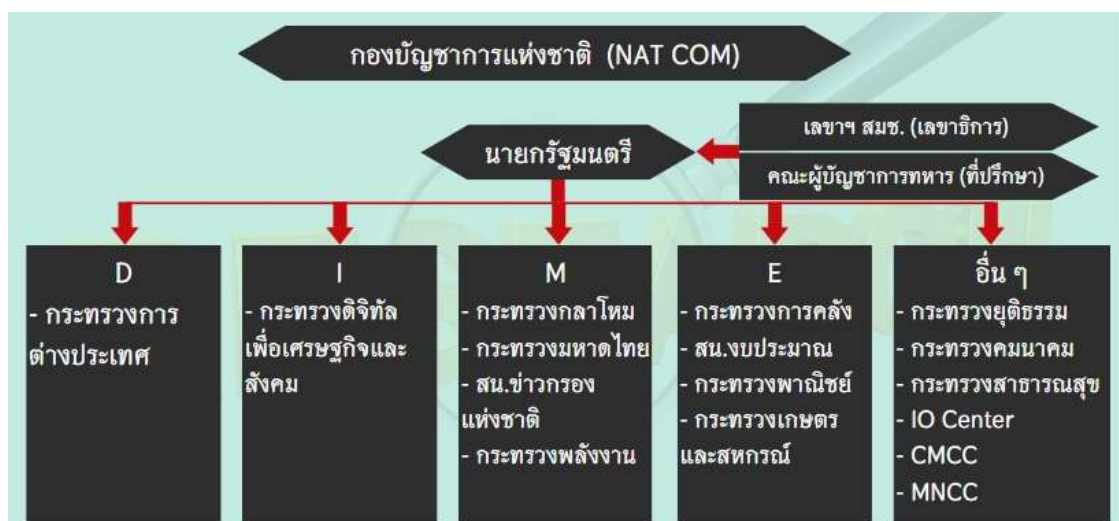 กองบัญชาการแห่งชาติ (NAT COM)
เลขาฯ สมช. (เลขาธิการ)
นายกรัฐมนตรี
คณะผู้บัญชาการทหาร (ที่ปรึกษา)
D
- กระทรวงการ
ต่างประเทศ
I
- กระทรวงดิจิทัล
เพื่อเศรษฐกิจและ
สังคม
M
- กระทรวงกลาโหม
- กระทรวงมหาดไทย
- สน.ข่าวกรอง
แห่งชาติ
- กระทรวงพลังงาน
E
- กระทรวงการคลัง
- สน.งบประมาณ
- กระทรวงพาณิชย์
- กระทรวงเกษตร
และสหกรณ์
อื่น ๆ
- กระทรวงยุติธรรม
- กระทรวงคมนาคม
- กระทรวงสาธารณสุข
- IO Center
- CMCC
- MNCC